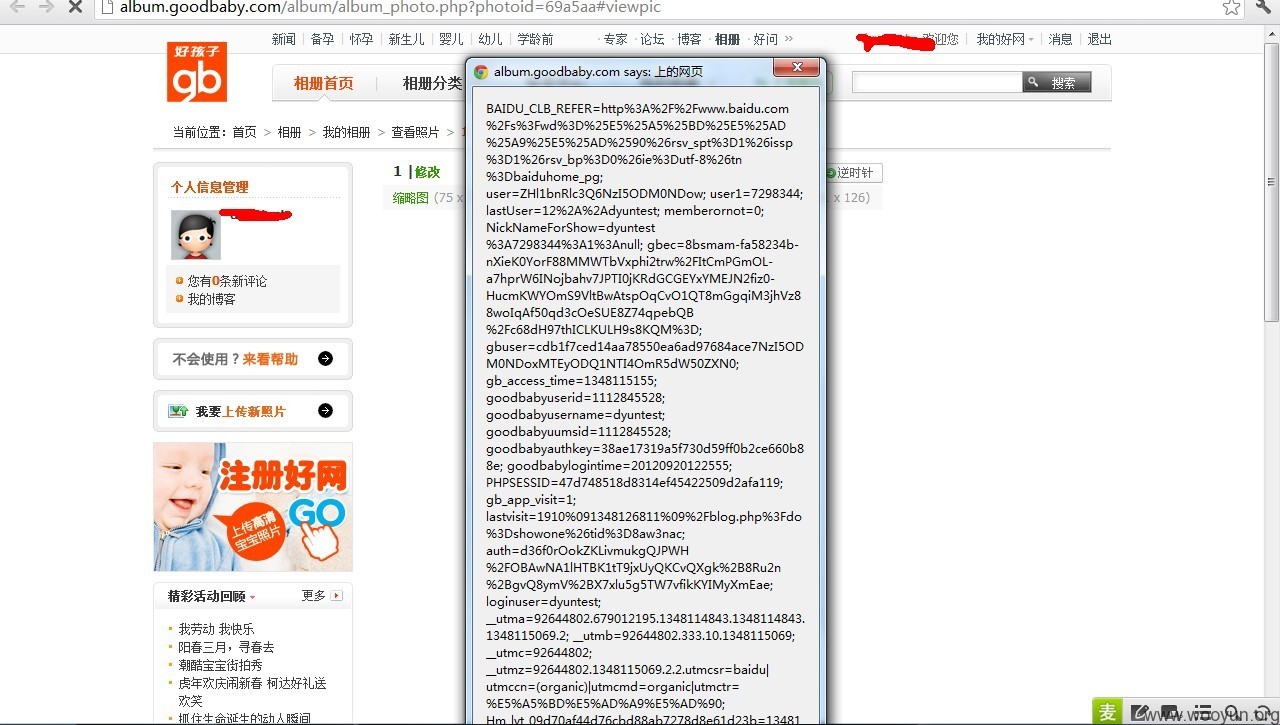 album.goodbaby.com/album/album_photo.php?photoid=69a5aa#viewpic
新闻 备孕 怀孕 新生儿 婴儿 幼儿 学龄前 ·专家 ·论坛 ·博客 ·相册 ·好问 »
欢迎您 我的好网 消息 退出
好孩子
gb
相册首页 相册分类
搜索
当前位置：首页 > 相册 > 我的相册 > 查看照片 >
个人信息管理
您有0条新评论
我的博客
不会使用？来看帮助
我要上传新照片
注册好网
GO
上传高清
宝宝照片
精彩活动回顾 更多
我劳动 我快乐
阳春三月，寻春去
潮酷宝宝街拍秀
虎年欢庆闹新春 柯达好礼送
欢笑
抓住生命诞生的动人瞬间
1 |修改
逆时针
缩略图 (75 x
x 126)
album.goodbaby.com says: 上的网页
BAIDU_CLB_REFER=http%3A%2F%2Fwww.baidu.com
%2Fs%3Fwd%3D%25E5%25A5%25BD%25E5%25AD
%25A9%25E5%25AD%2590%26rsv_spt%3D1%26issp
%3D1%26rsv_bp%3D0%26ie%3Dutf-8%26tn
%3Dbaiduhome_pg;
user=ZHl1bnRlc3Q6NzI5ODM0NDow; user1=7298344;
lastUser=12%2A%2Adyuntest; memberornot=0;
NickNameForShow=dyuntest
%3A7298344%3A1%3Anull; gbec=8bsmam-fa58234b-
nXieK0YorF88MMWTbVxphi2trw%2FItCmPGmOL-
a7hprW6INojbahv7JPTI0jKRdGCGEYxYMEJN2fiz0-
HucmKWYOmS9VltBwAtspOqCvO1QT8mGgqiM3jhVz8
8woIqAf50qd3cOeSUE8Z74qpebQB
%2Fc68dH97thICLKULH9s8KQM%3D;
gbuser=cdb1f7ced14aa78550ea6ad97684ace7NzI5OD
M0NDoxMTEyODQ1NTI4OmR5dW50ZXN0;
gb_access_time=1348115155;
goodbabyuserid=1112845528;
goodbabyusername=dyuntest;
goodbabyuumsid=1112845528;
goodbabyauthkey=38ae17319a5f730d59ff0b2ce660b8
8e; goodbabylogintime=20120920122555;
PHPSESSID=47d748518d8314ef45422509d2afa119;
gb_app_visit=1;
lastvisit=1910%091348126811%09%2Fblog.php%3Fdo
%3Dshowone%26tid%3D8aw3nac;
auth=d36f0rOokZKLivmukgQJPWH
%2FOBAwNA1lHTBK1tT9jxUyQKCvQXgk%2B8Ru2n
%2BgvQ8ymV%2BX7xlu5g5TW7vfikKYIMyXmEae;
loginuser=dyuntest;
__utma=92644802.679012195.1348114843.1348114843.
1348115069.2; __utmb=92644802.333.10.1348115069;
__utmc=92644802;
__utmz=92644802.1348115069.2.2.utmcsr=baidu|
utmccn=(organic)|utmcmd=organic|utmctr=
%E5%A5%BD%E5%AD%A9%E5%AD%90;
麦
www.wooyun.org